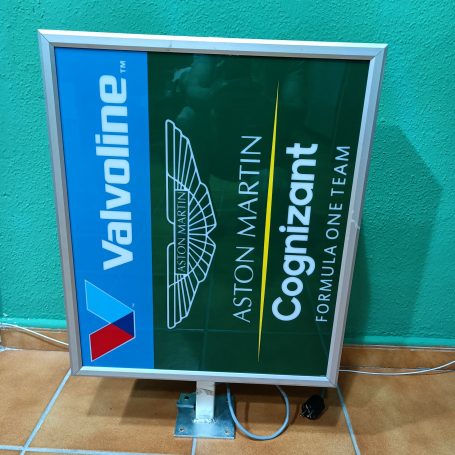 Valvoline™
ASTON MARTIN
ASTON MARTIN
Cognizant
FORMULA ONE TEAM